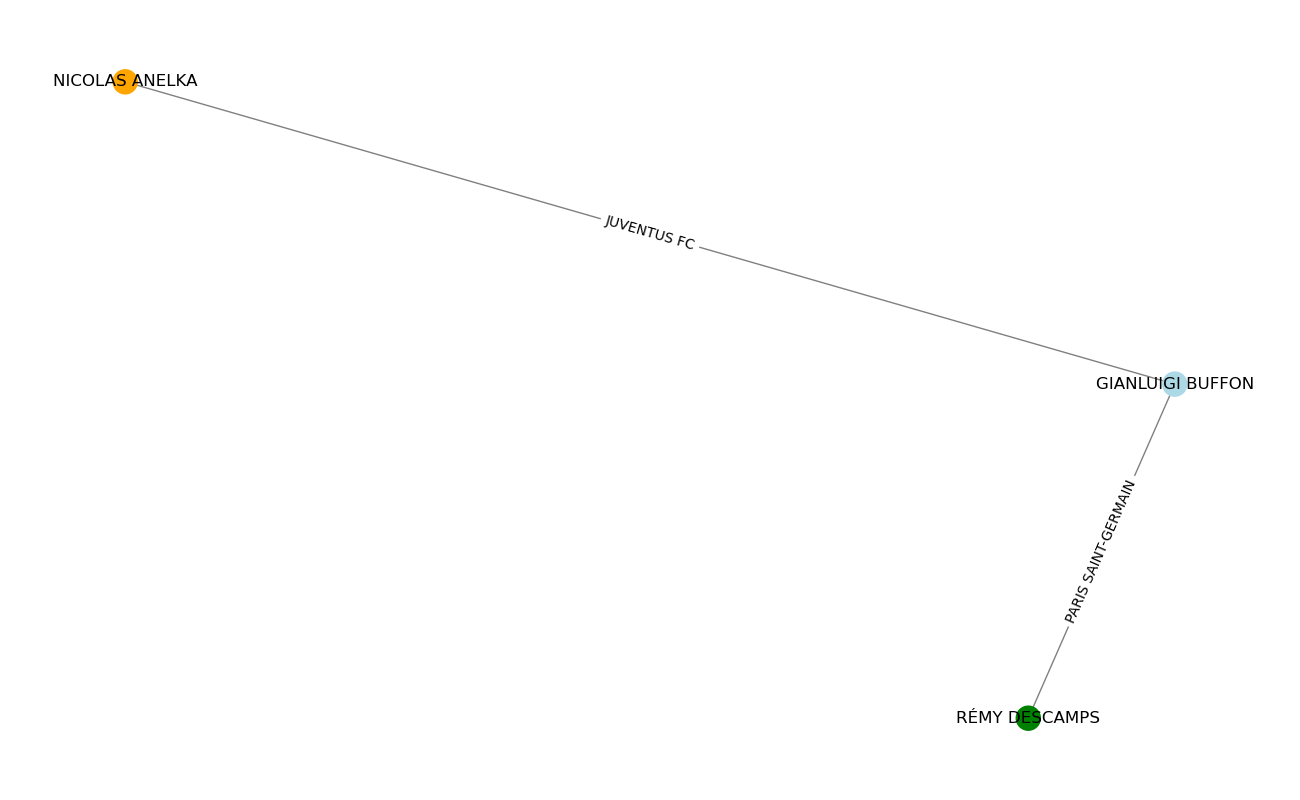 NICOLAS ANELKA
JUVENTUS FC
GIANLUIGI BUFFON
PARIS SAINT-GERMAIN
RÉMY DESCAMPS